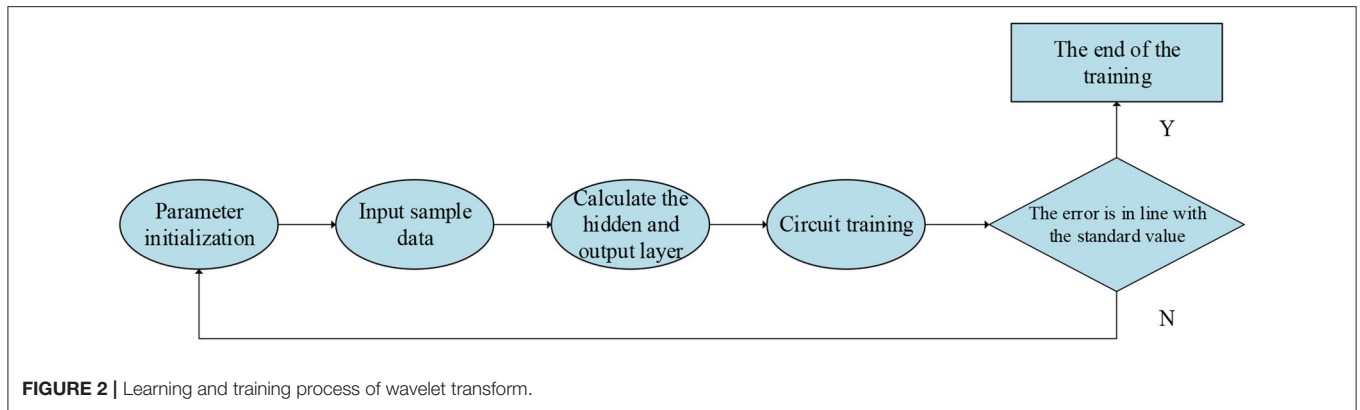 The end of the
training
Y
Parameter
initialization
Input sample
data
Calculate the
hidden and
output layer
Circuit training
The error is in line with
the standard value
N
FIGURE 2 | Learning and training process of wavelet transform.